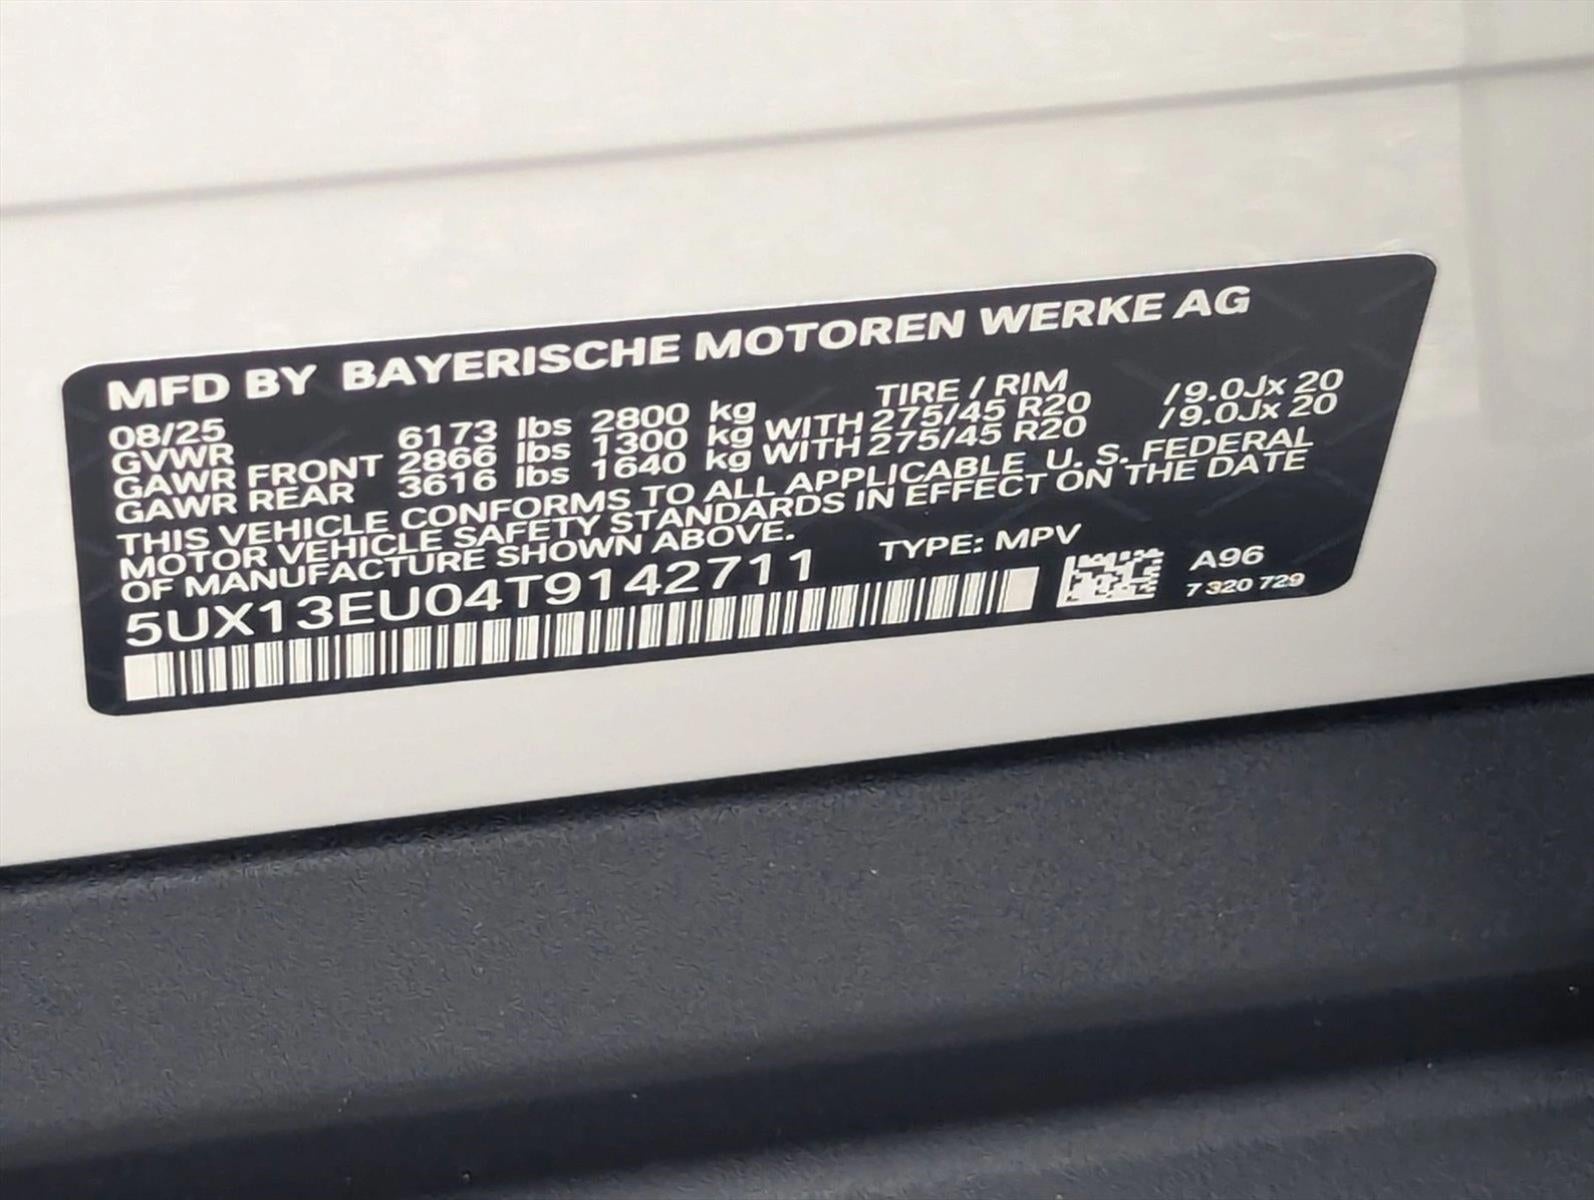 MFD BY BAYERISCHE MOTOREN WERKE AG
08/25 TIRE / RIM
GVWR 6173 lbs 2800 kg
GAWR FRONT 2866 lbs 1300 kg WITH 275/45 R20 /9.0Jx 20
GAWR REAR 3616 lbs 1640 kg WITH 275/45 R20 /9.0Jx 20
THIS VEHICLE CONFORMS TO ALL APPLICABLE U. S. FEDERAL
MOTOR VEHICLE SAFETY STANDARDS IN EFFECT ON THE DATE
OF MANUFACTURE SHOWN ABOVE.
5UX13EU04T9142711 TYPE: MPV
A96
7 320 729